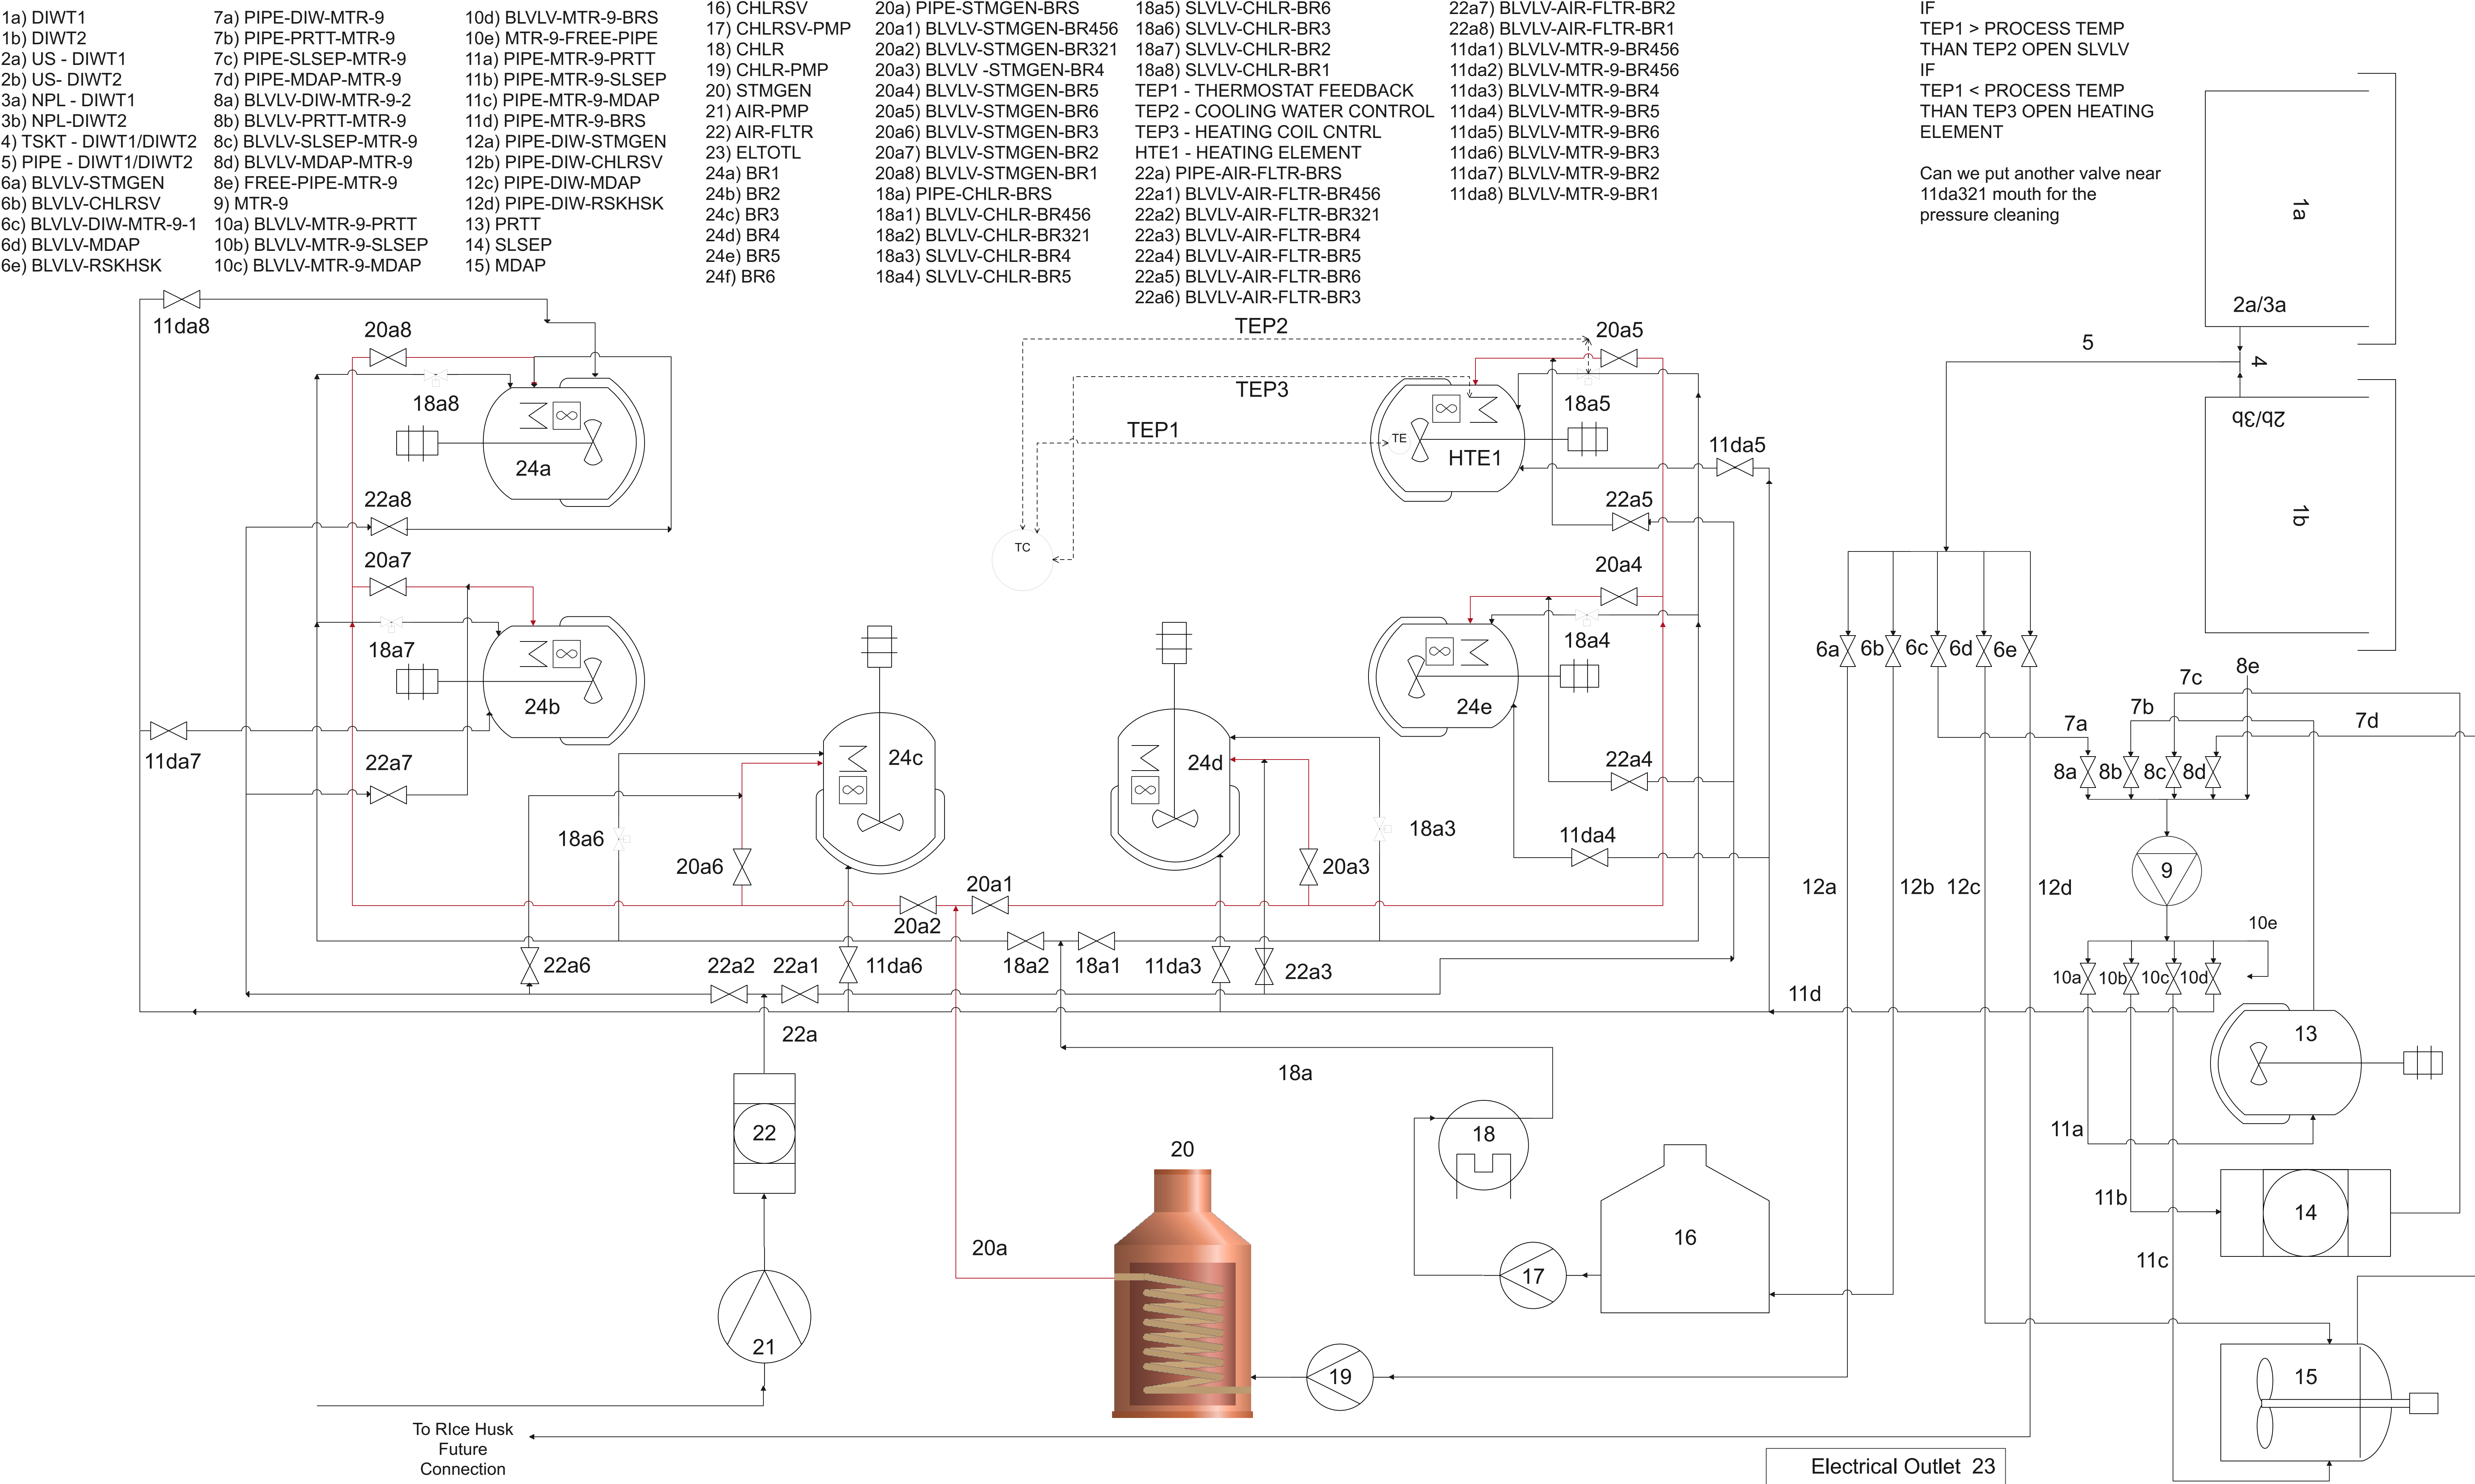 1a) DIWT1
1b) DIWT2
2a) US - DIWT1
2b) US- DIWT2
3a) NPL - DIWT1
3b) NPL-DIWT2
4) TSKT - DIWT1/DIWT2
5) PIPE - DIWT1/DIWT2
6a) BLVLV-STMGEN
6b) BLVLV-CHLRSV
6c) BLVLV-DIW-MTR-9-1
6d) BLVLV-MDAP
6e) BLVLV-RSKHSK
7a) PIPE-DIW-MTR-9
7b) PIPE-PRTT-MTR-9
7c) PIPE-SLSEP-MTR-9
7d) PIPE-MDAP-MTR-9
8a) BLVLV-DIW-MTR-9-2
8b) BLVLV-PRTT-MTR-9
8c) BLVLV-SLSEP-MTR-9
8d) BLVLV-MDAP-MTR-9
8e) FREE-PIPE-MTR-9
9) MTR-9
10a) BLVLV-MTR-9-PRTT
10b) BLVLV-MTR-9-SLSEP
10c) BLVLV-MTR-9-MDAP
10d) BLVLV-MTR-9-BRS
10e) MTR-9-FREE-PIPE
11a) PIPE-MTR-9-PRTT
11b) PIPE-MTR-9-SLSEP
11c) PIPE-MTR-9-MDAP
11d) PIPE-MTR-9-BRS
12a) PIPE-DIW-STMGEN
12b) PIPE-DIW-CHLRSV
12c) PIPE-DIW-MDAP
12d) PIPE-DIW-RSKHSK
13) PRTT
14) SLSEP
15) MDAP
16) CHLRSV
17) CHLRSV-PMP
18) CHLR
19) CHLR-PMP
20) STMGEN
21) AIR-PMP
22) AIR-FLTR
23) ELTOTL
24a) BR1
24b) BR2
24c) BR3
24d) BR4
24e) BR5
24f) BR6
20a) PIPE-STMGEN-BRS
20a1) BLVLV-STMGEN-BR456
20a2) BLVLV-STMGEN-BR321
20a3) BLVLV -STMGEN-BR4
20a4) BLVLV-STMGEN-BR5
20a5) BLVLV-STMGEN-BR6
20a6) BLVLV-STMGEN-BR3
20a7) BLVLV-STMGEN-BR2
20a8) BLVLV-STMGEN-BR1
18a) PIPE-CHLR-BRS
18a1) BLVLV-CHLR-BR456
18a2) BLVLV-CHLR-BR321
18a3) SLVLV-CHLR-BR4
18a4) SLVLV-CHLR-BR5
18a5) SLVLV-CHLR-BR6
18a6) SLVLV-CHLR-BR3
18a7) SLVLV-CHLR-BR2
18a8) SLVLV-CHLR-BR1
TEP1 - THERMOSTAT FEEDBACK
TEP2 - COOLING WATER CONTROL
TEP3 - HEATING COIL CNTRL
HTE1 - HEATING ELEMENT
22a) PIPE-AIR-FLTR-BRS
22a1) BLVLV-AIR-FLTR-BR456
22a2) BLVLV-AIR-FLTR-BR321
22a3) BLVLV-AIR-FLTR-BR4
22a4) BLVLV-AIR-FLTR-BR5
22a5) BLVLV-AIR-FLTR-BR6
22a6) BLVLV-AIR-FLTR-BR3
22a7) BLVLV-AIR-FLTR-BR2
22a8) BLVLV-AIR-FLTR-BR1
11da1) BLVLV-MTR-9-BR456
11da2) BLVLV-MTR-9-BR456
11da3) BLVLV-MTR-9-BR4
11da4) BLVLV-MTR-9-BR5
11da5) BLVLV-MTR-9-BR6
11da6) BLVLV-MTR-9-BR3
11da7) BLVLV-MTR-9-BR2
11da8) BLVLV-MTR-9-BR1
IF
TEP1 > PROCESS TEMP
THAN TEP2 OPEN SLVLV
IF
TEP1 < PROCESS TEMP
THAN TEP3 OPEN HEATING
ELEMENT
Can we put another valve near
11da321 mouth for the
pressure cleaning
1a
2a/3a
5
4
4
2b/3b
1b
11da8
20a8
18a8
24a
22a8
20a7
18a7
24b
11da7
22a7
TEP2
TEP3
TEP1
20a5
18a5
TE
HTE1
11da5
22a5
TC
20a4
18a4
24e
22a4
11da4
24c
24d
18a6
20a6
20a3
18a3
20a2
20a1
22a6
22a2
22a1
11da6
18a2
18a1
11da3
22a3
22a
11d
18a
6a
6b
6c
6d
6e
7a
7b
7c
8e
7d
8a
8b
8c
8d
9
12a
12b
12c
12d
10e
10a
10b
10c
10d
13
11a
11b
14
11c
15
22
21
20
20a
18
17
16
19
To RIce Husk
Future
Connection
Electrical Outlet 23